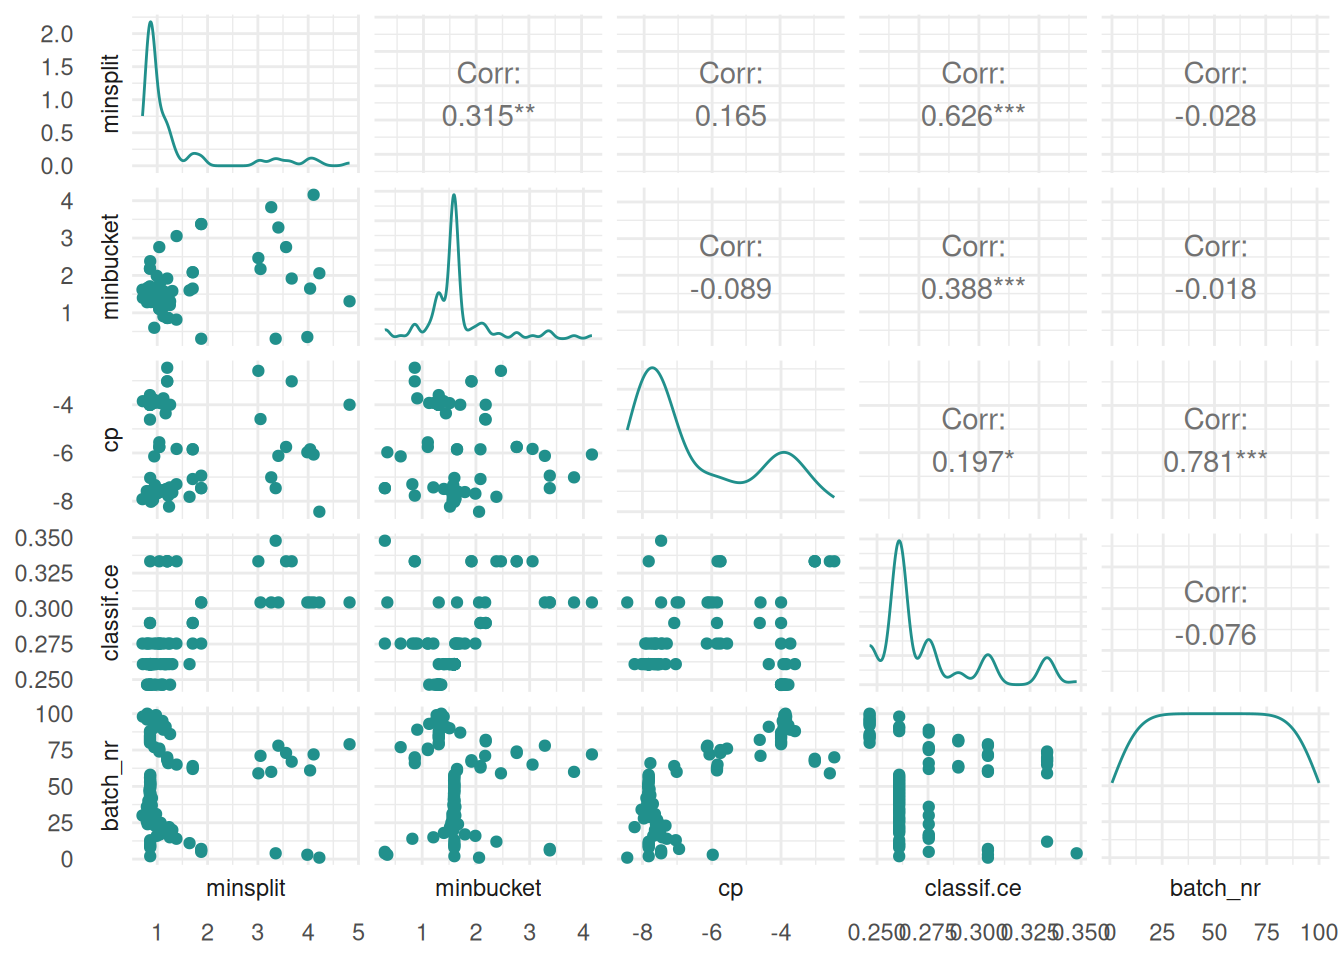 minsplit
2.0
1.5
1.0
0.5
0.0
Corr:
0.315**
Corr:
0.165
Corr:
0.626***
Corr:
-0.028
minbucket
4
3
2
1
Corr:
-0.089
Corr:
0.388***
Corr:
-0.018
cp
-4
-6
-8
Corr:
0.197*
Corr:
0.781***
classif.ce
0.350
0.325
0.300
0.275
0.250
Corr:
-0.076
batch_nr
100
75
50
25
0
minsplit minbucket cp classif.ce batch_nr
1 2 3 4 5 1 2 3 4 -8 -6 -4 0.250 0.275 0.300 0.325 0.350 0 25 50 75 100